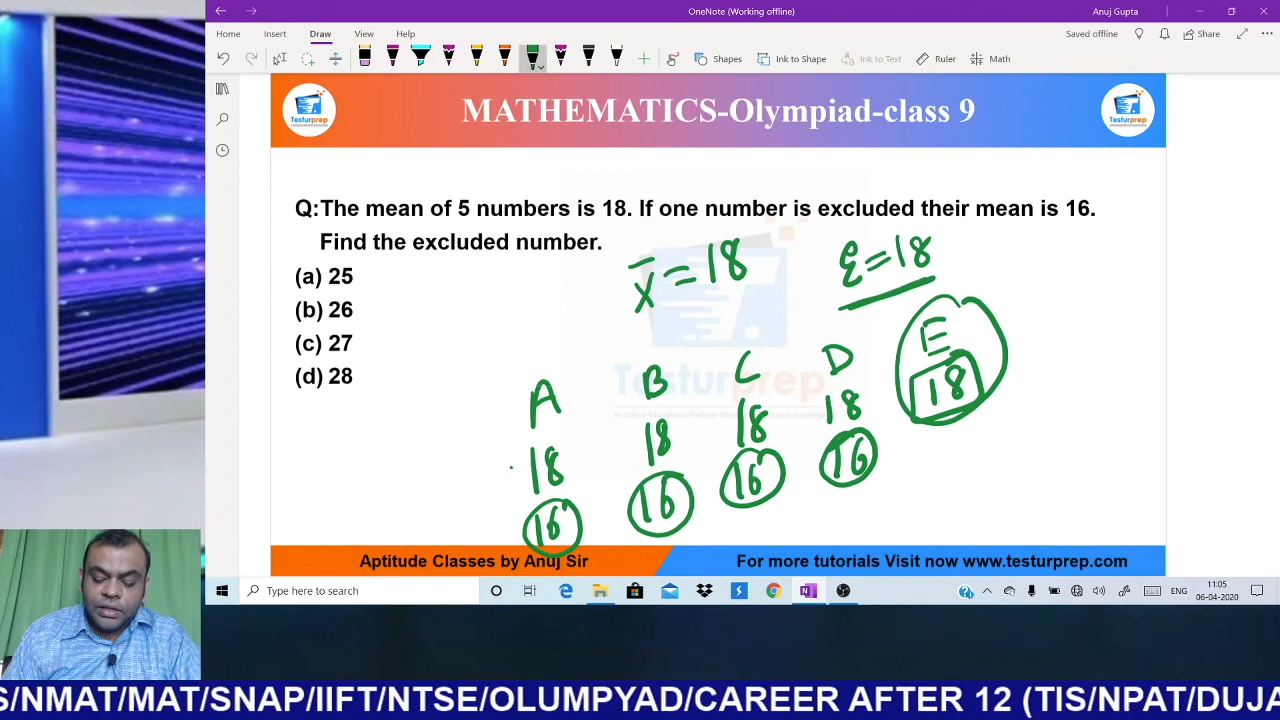 OneNote (Working offline)
Anuj Gupta
Home Insert Draw View Help
Saved offline
Share
Shapes Ink to Shape Ink to Text Ruler Math
Testurprep
MATHEMATICS-Olympiad-class 9
Testurprep
Q:The mean of 5 numbers is 18. If one number is excluded their mean is 16.
Find the excluded number.
(a) 25
(b) 26
(c) 27
(d) 28
x̄=18
ξ=18
A B C D E
18 18 18 18 18
16 16 16 16
Testurprep
Aptitude Classes by Anuj Sir
For more tutorials Visit now www.testurprep.com
Type here to search
ENG
11:05
06-04-2020
S/NMAT/MAT/SNAP/IIFT/NTSE/OLUMPYAD/CAREER AFTER 12 (TIS/NPAT/DUJA